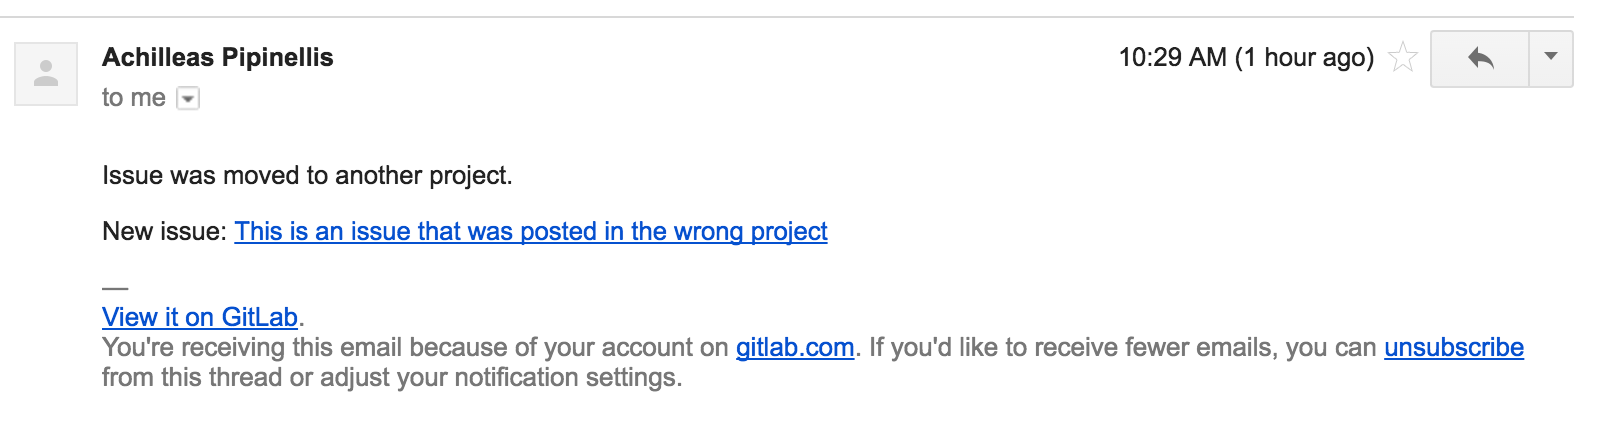 Achilleas Pipinellis
10:29 AM (1 hour ago)
to me
Issue was moved to another project.
New issue: This is an issue that was posted in the wrong project
—
View it on GitLab.
You're receiving this email because of your account on gitlab.com. If you'd like to receive fewer emails, you can unsubscribe
from this thread or adjust your notification settings.